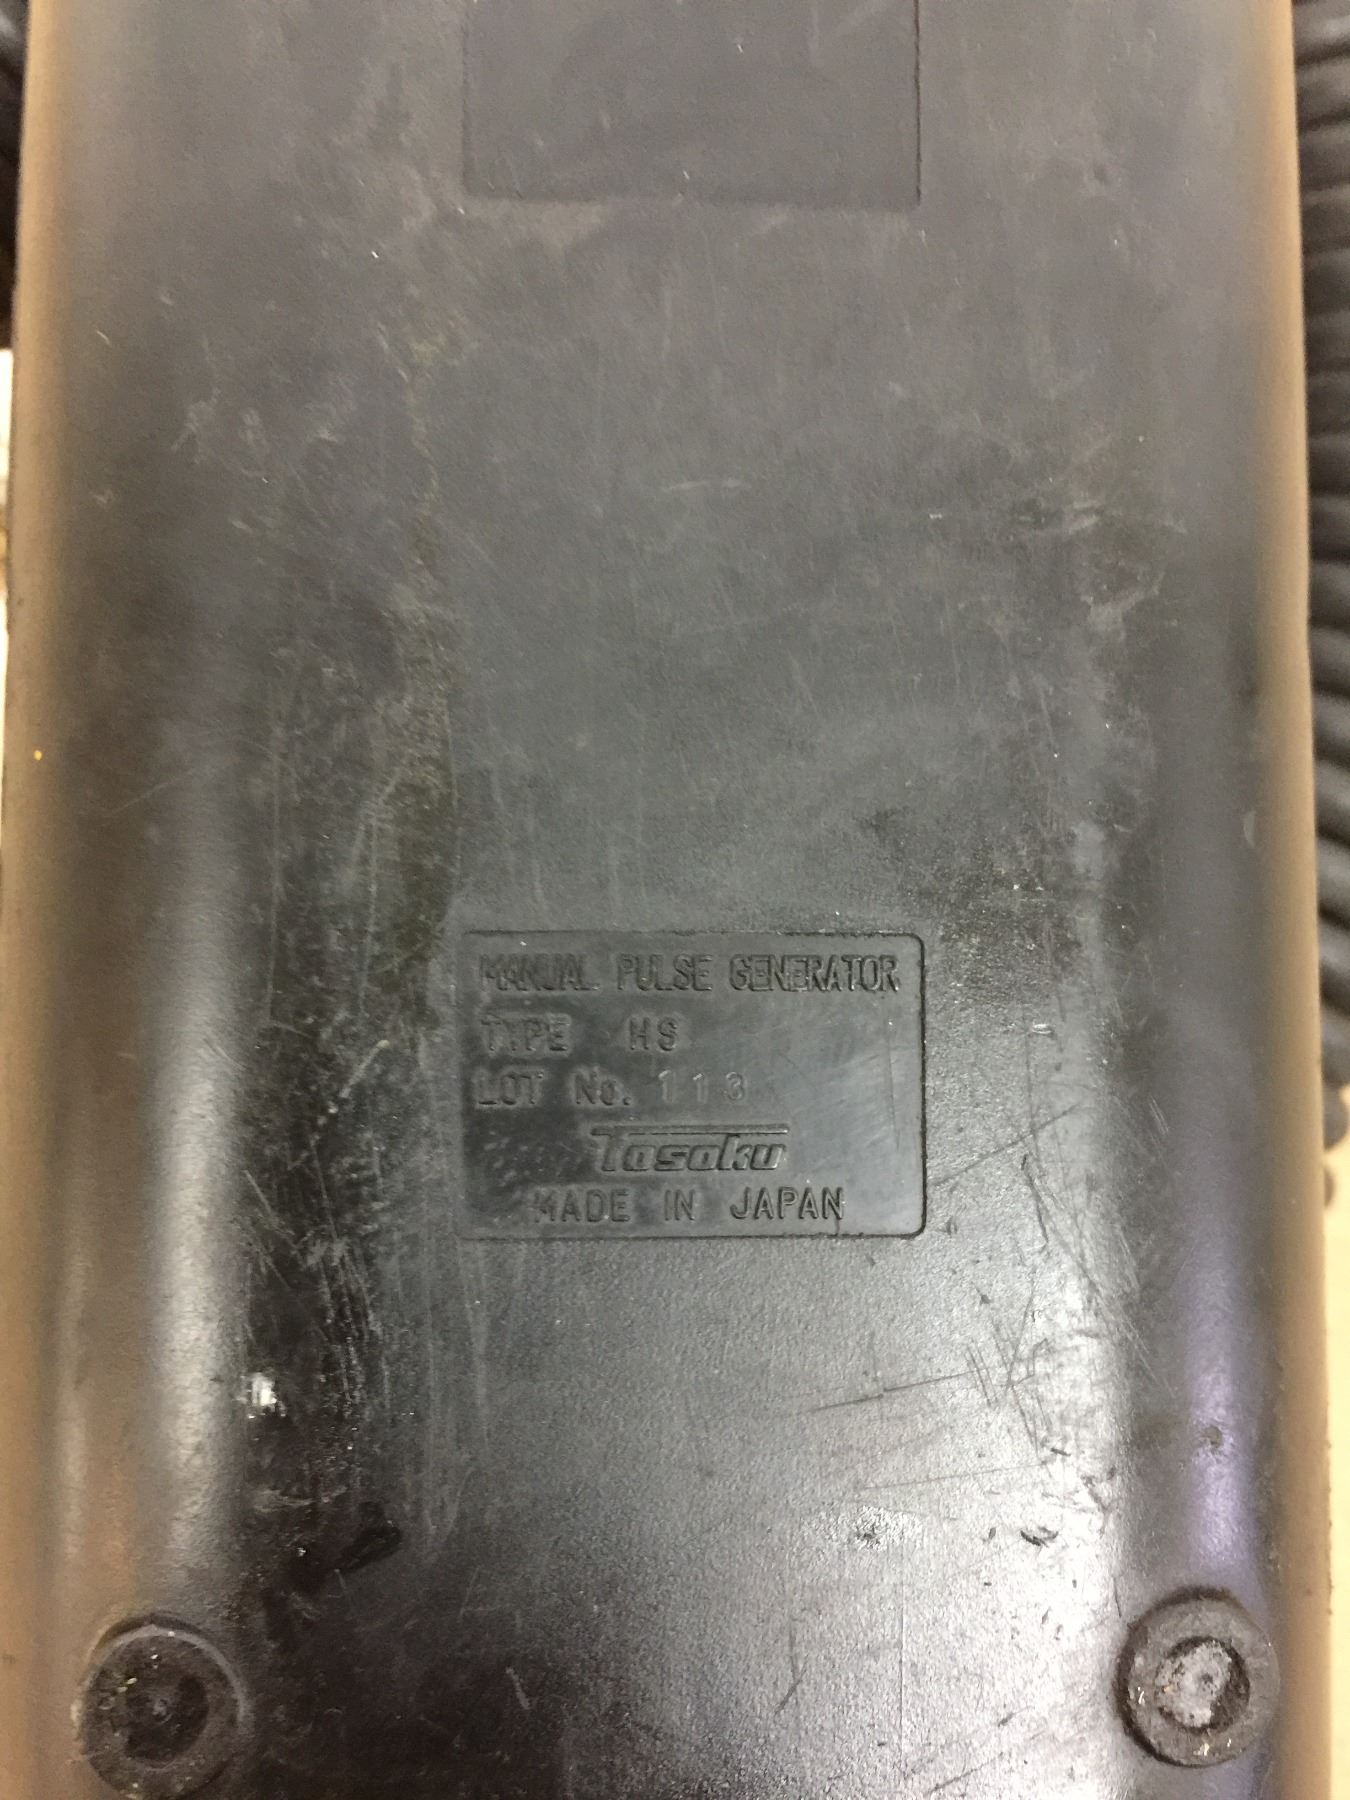 MANUAL PULSE GENERATOR
TYPE HS
LOT No. 113
Tosoku
MADE IN JAPAN